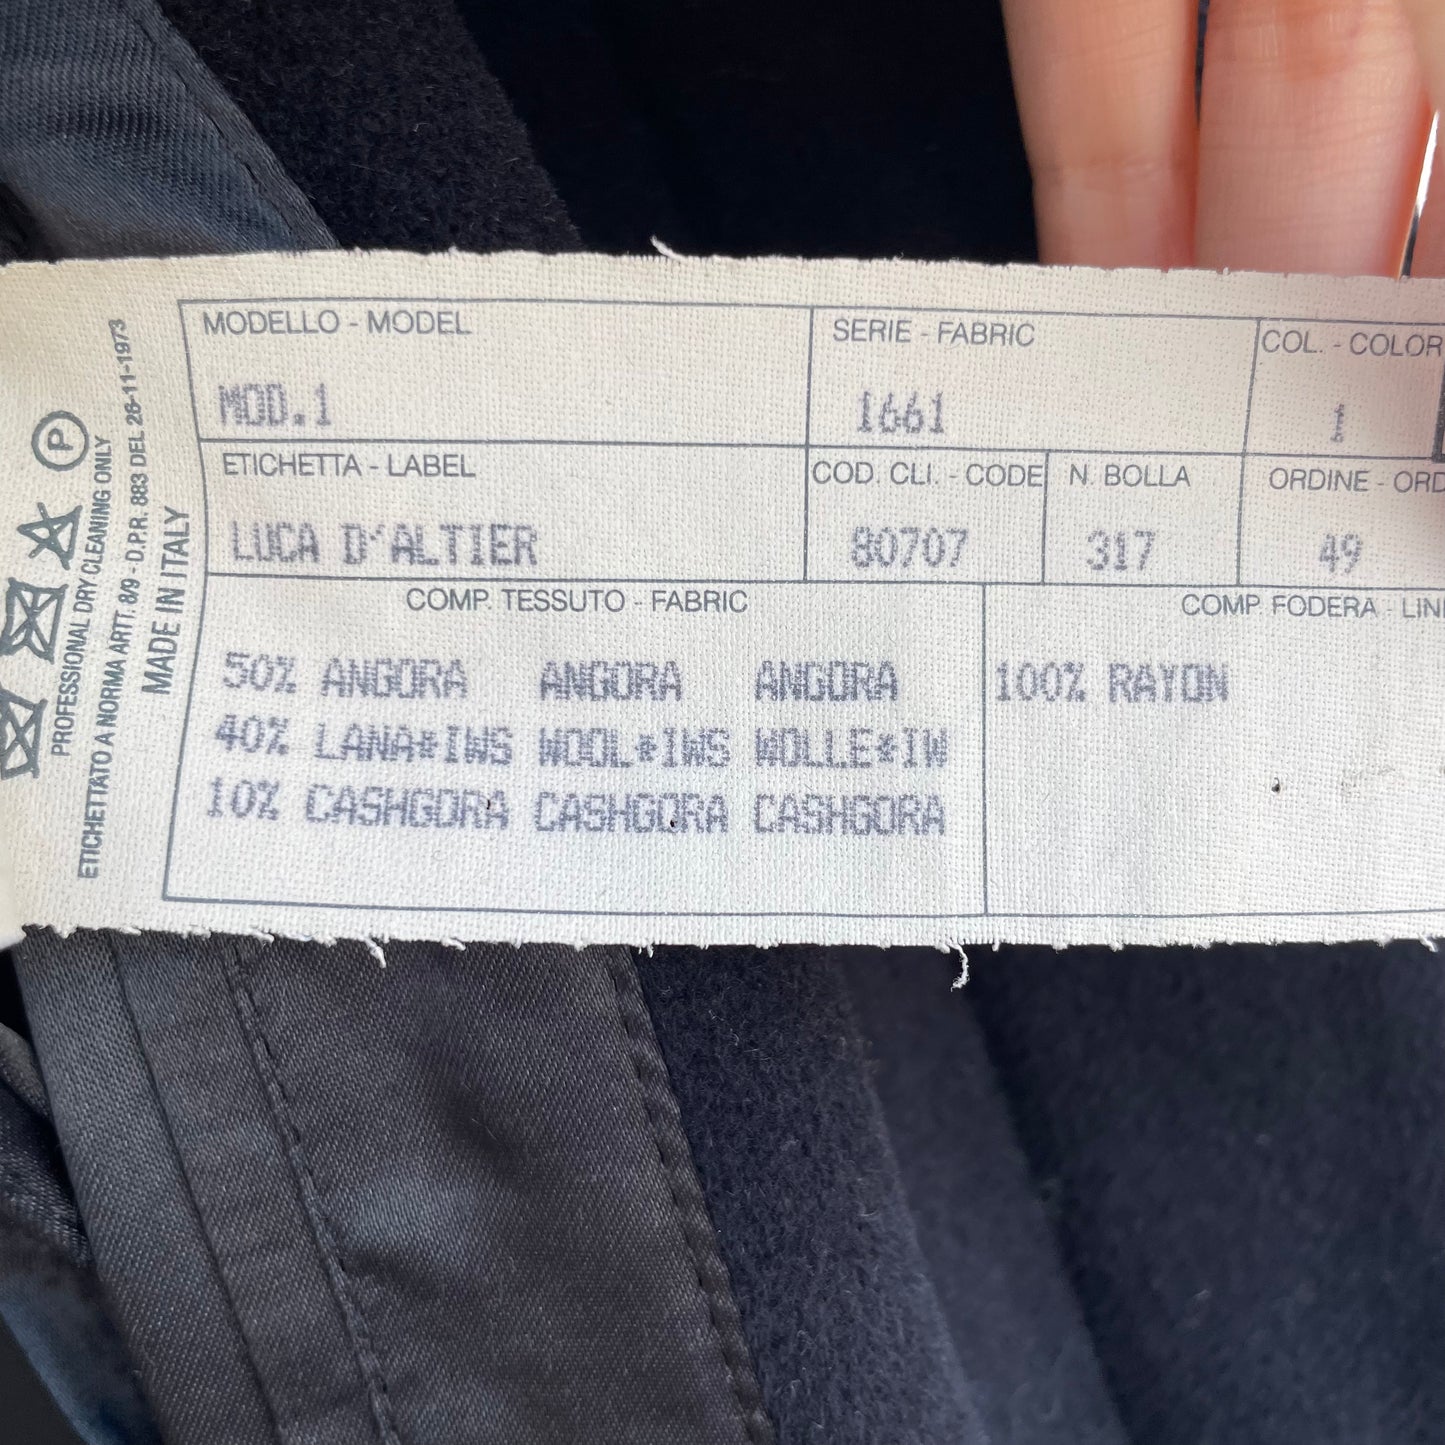 MODELLO - MODEL
MOD.1
SERIE - FABRIC
1661
COL. - COLOR
1
ETICHETTA - LABEL
LUCA D'ALTIER
COD. CLI. - CODE
80707
N. BOLLA
317
ORDINE - ORD
49
COMP. TESSUTO - FABRIC
50% ANGORA ANGORA ANGORA
40% LANA*IWS WOOL*IWS WOLLE*IW
10% CASHGORA CASHGORA CASHGORA
COMP. FODERA - LINI
100% RAYON
P
PROFESSIONAL DRY CLEANING ONLY
ETICHETTATO A NORMA ARTT. 8/9 - D.P.R. 883 DEL 26-11-1973
MADE IN ITALY